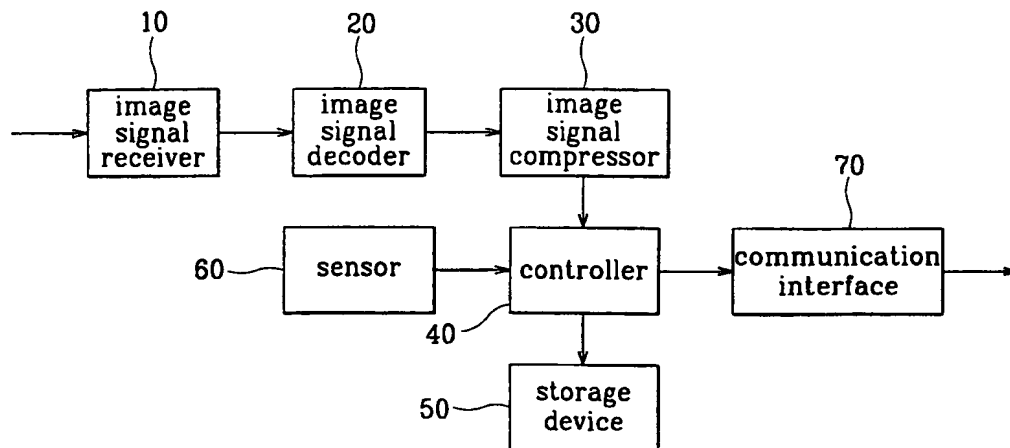 10
20
30
image
signal
receiver
image
signal
decoder
image
signal
compressor
70
60
sensor
controller
communication
interface
40
50
storage
device